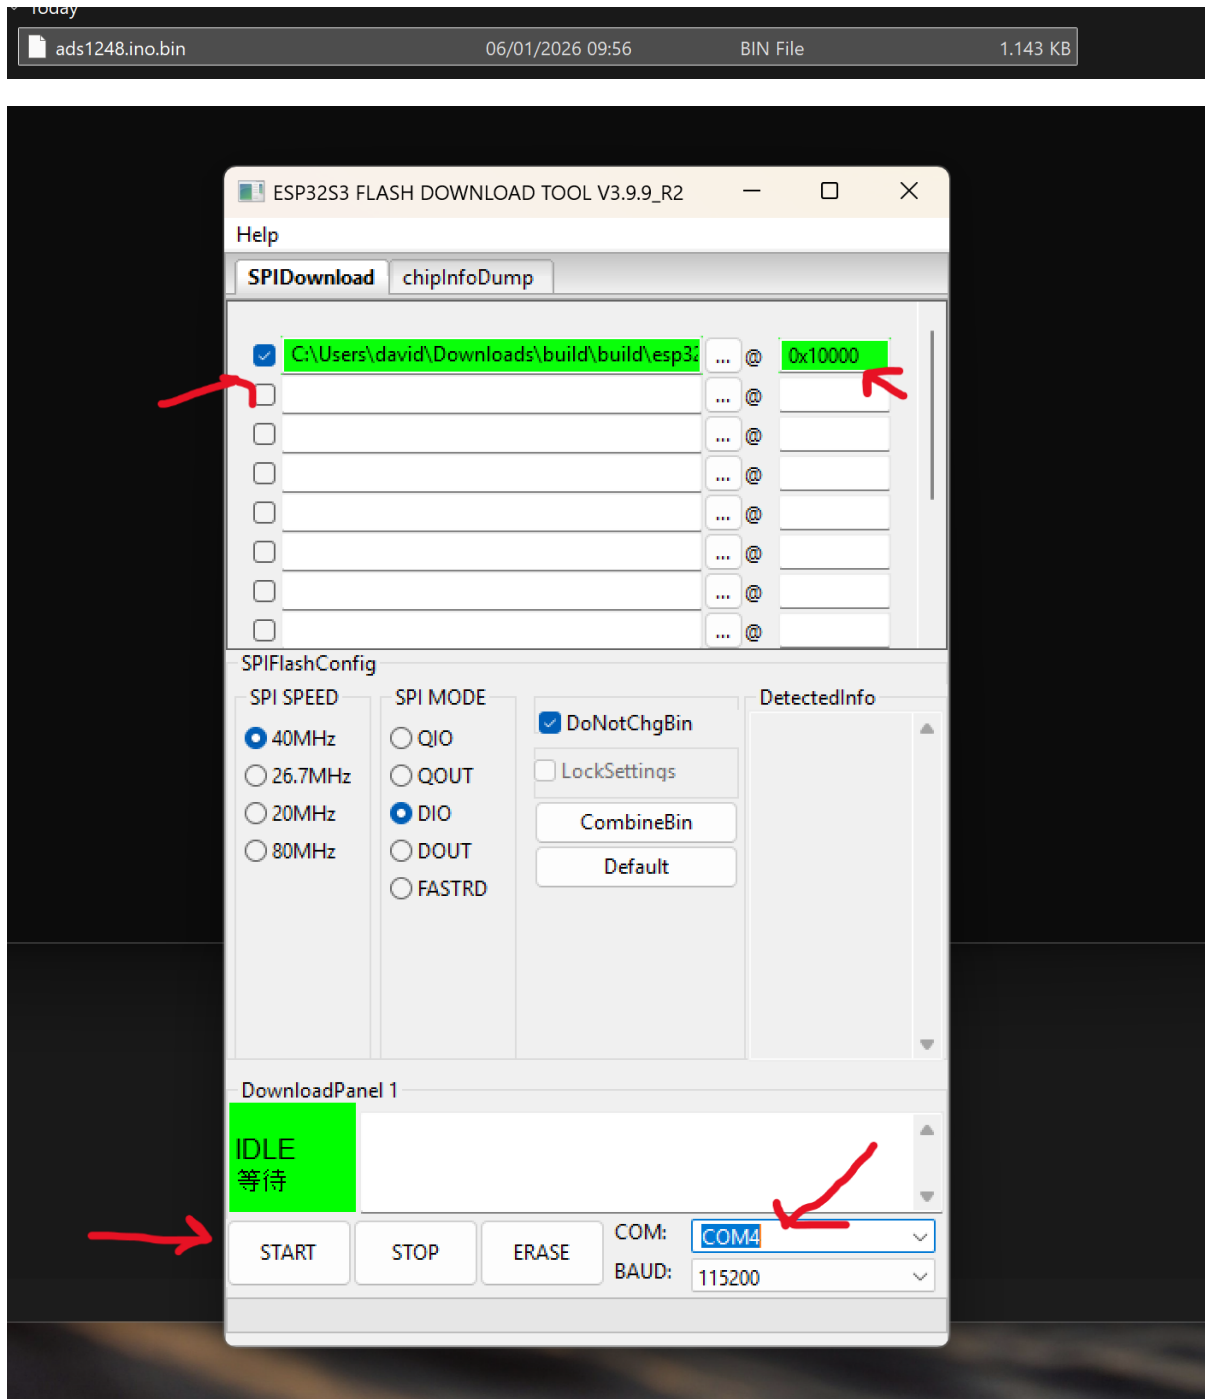 Today
ads1248.ino.bin 06/01/2026 09:56 BIN File 1.143 KB
ESP32S3 FLASH DOWNLOAD TOOL V3.9.9_R2
Help
SPIDownload chipInfoDump
C:\Users\david\Downloads\build\build\esp32 ... @ 0x10000
... @
... @
... @
... @
... @
... @
... @
SPIFlashConfig
SPI SPEED SPI MODE DetectedInfo
DoNotChgBin
40MHz QIO
26.7MHz QOUT LockSettings
20MHz DIO CombineBin
80MHz DOUT Default
FASTRD
DownloadPanel 1
IDLE
等待
START STOP ERASE COM: COM4
BAUD: 115200